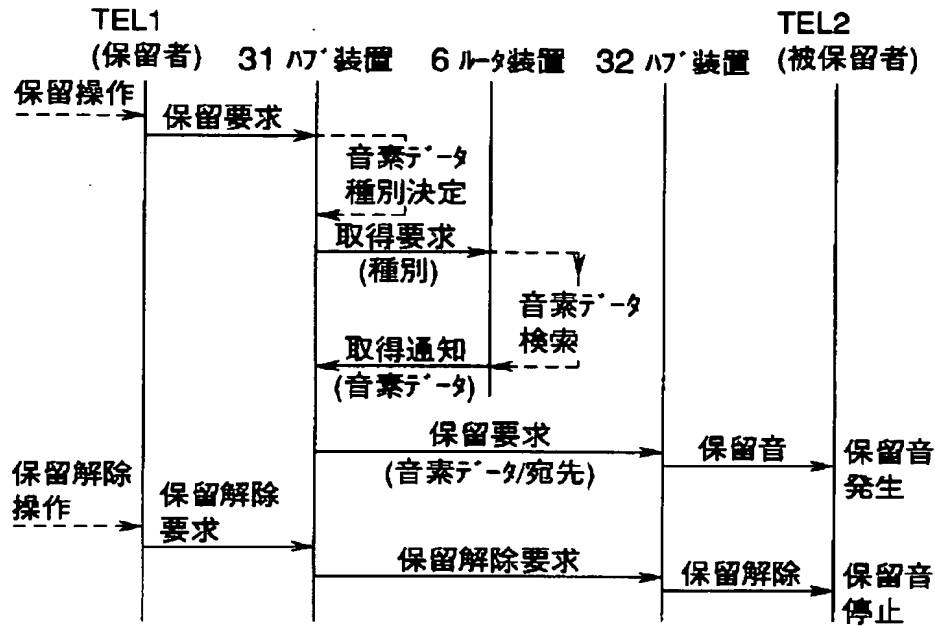 TEL1
(保留者)
31 ﾊﾌﾞ装置
6 ﾙｰﾀ装置
32 ﾊﾌﾞ装置
TEL2
(被保留者)
保留操作
保留要求
音素ﾃﾞｰﾀ
種別決定
取得要求
(種別)
音素ﾃﾞｰﾀ
検索
取得通知
(音素ﾃﾞｰﾀ)
保留要求
(音素ﾃﾞｰﾀ/宛先)
保留音
保留音
発生
保留解除
操作
保留解除
要求
保留解除要求
保留解除
保留音
停止